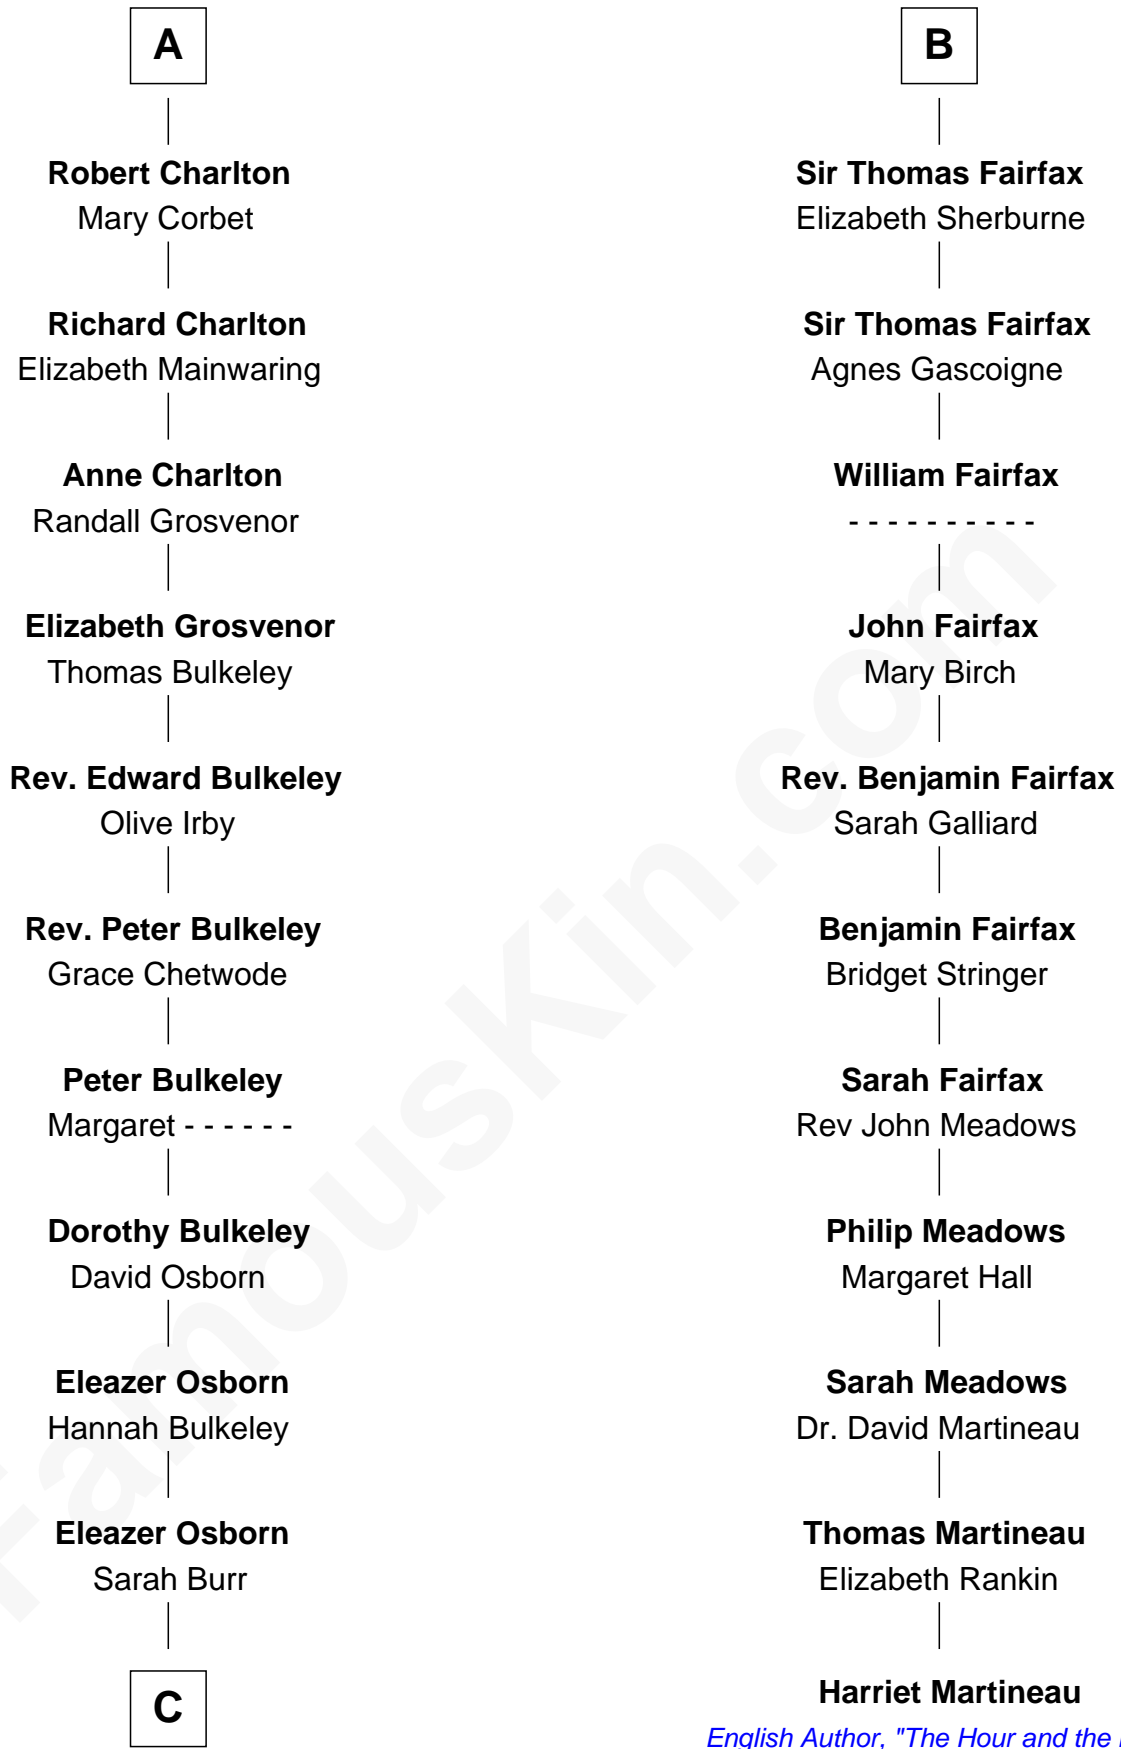 A
Robert Charlton
Mary Corbet
Richard Charlton
Elizabeth Mainwaring
Anne Charlton
Randall Grosvenor
Elizabeth Grosvenor
Thomas Bulkeley
Rev. Edward Bulkeley
Olive Irby
Rev. Peter Bulkeley
Grace Chetwode
Peter Bulkeley
Margaret - - - - - -
Dorothy Bulkeley
David Osborn
Eleazer Osborn
Hannah Bulkeley
Eleazer Osborn
Sarah Burr
C
B
Sir Thomas Fairfax
Elizabeth Sherburne
Sir Thomas Fairfax
Agnes Gascoigne
William Fairfax
- - - - - - - - - -
John Fairfax
Mary Birch
Rev. Benjamin Fairfax
Sarah Galliard
Benjamin Fairfax
Bridget Stringer
Sarah Fairfax
Rev John Meadows
Philip Meadows
Margaret Hall
Sarah Meadows
Dr. David Martineau
Thomas Martineau
Elizabeth Rankin
Harriet Martineau
English Author, "The Hour and the
FamousKin.com